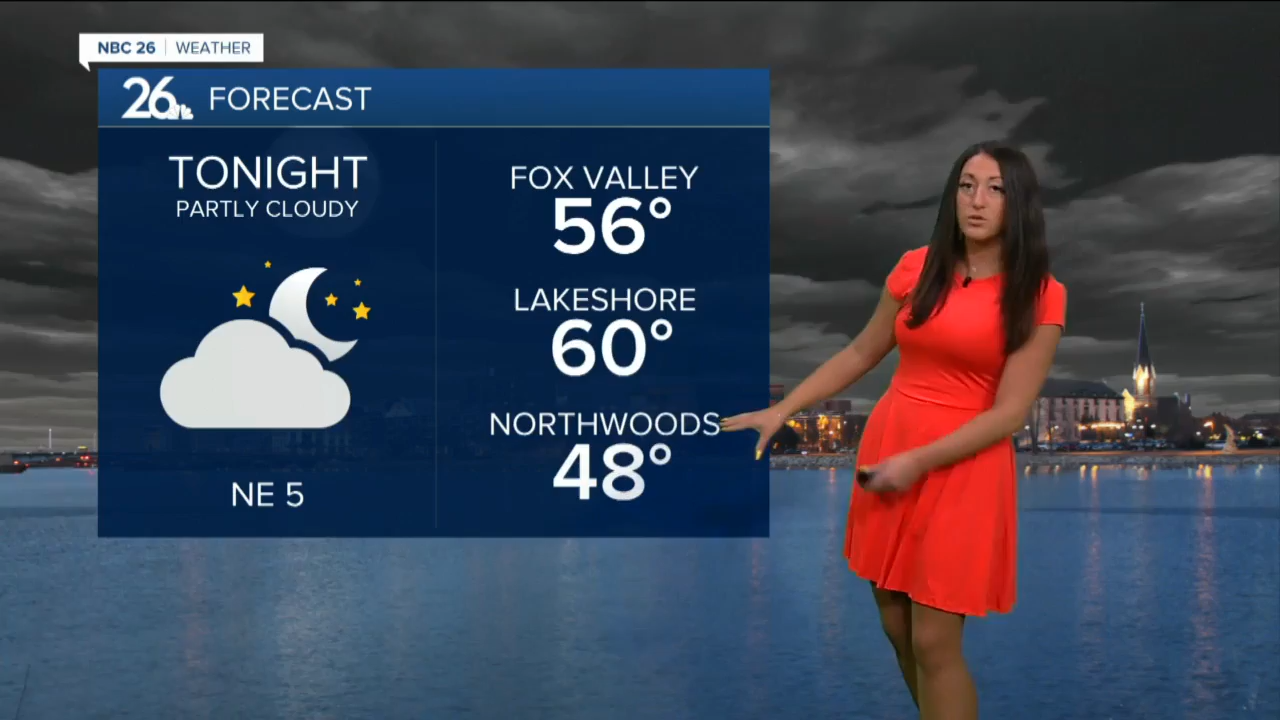 NBC 26 | WEATHER
26 FORECAST
TONIGHT
PARTLY CLOUDY
NE 5
FOX VALLEY
56°
LAKESHORE
60°
NORTHWOODS
48°